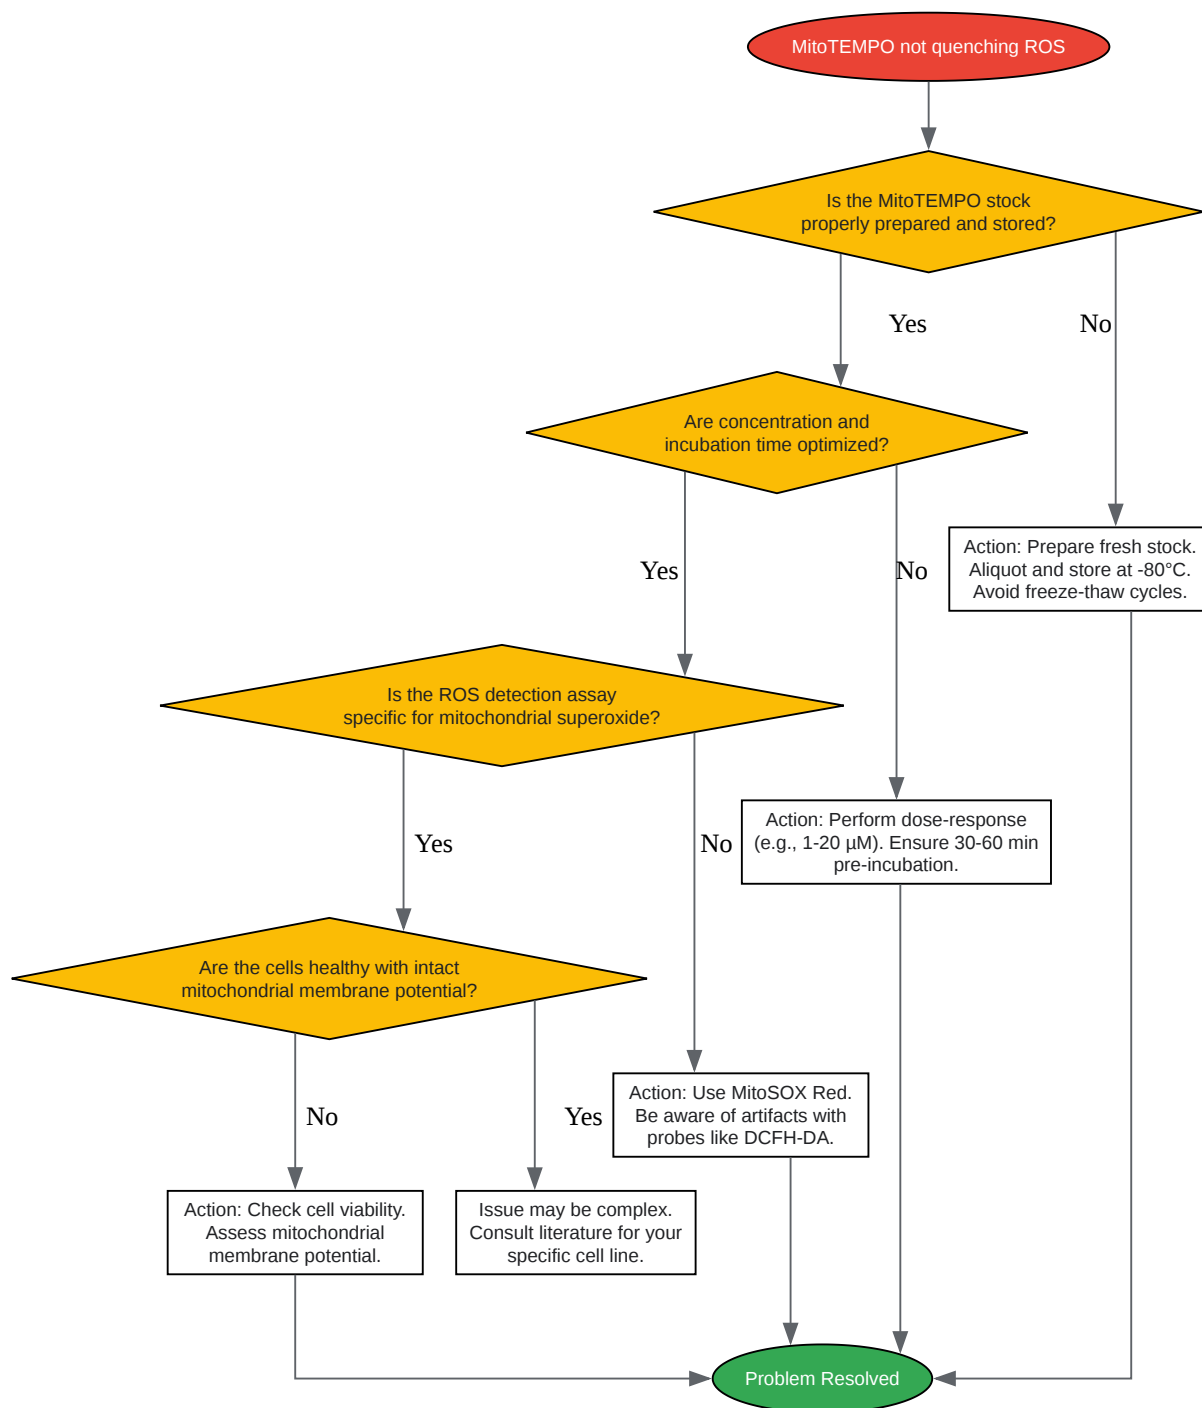 MitoTEMPO not quenching ROS
Is the MitoTEMPO stock
properly prepared and stored?
Yes
No
Are concentration and
incubation time optimized?
Yes
No
Action: Prepare fresh stock.
Aliquot and store at -80°C.
Avoid freeze-thaw cycles.
Is the ROS detection assay
specific for mitochondrial superoxide?
Yes
No
Action: Perform dose-response
(e.g., 1-20 µM). Ensure 30-60 min
pre-incubation.
Are the cells healthy with intact
mitochondrial membrane potential?
No
Yes
Action: Use MitoSOX Red.
Be aware of artifacts with
probes like DCFH-DA.
Action: Check cell viability.
Assess mitochondrial
membrane potential.
Issue may be complex.
Consult literature for your
specific cell line.
Problem Resolved